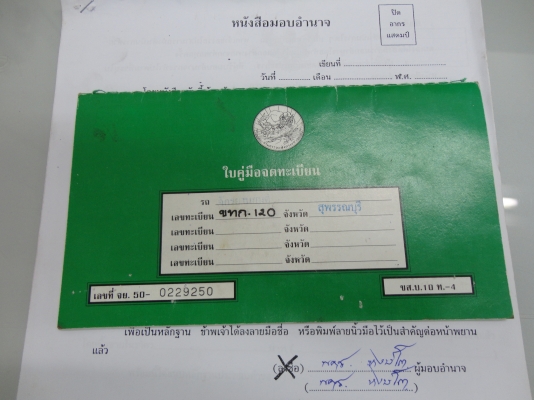 หนังสือมอบอำนาจ
ปิด
อากร
แสตมป์
เขียนที่
วันที่ ............ เดือน .................... พ.ศ. ............
ใบคู่มือจดทะเบียน
รถ
เลขทะเบียน ขทก-120 จังหวัด สุพรรณบุรี
เลขทะเบียน จังหวัด
เลขทะเบียน จังหวัด
เลขทะเบียน จังหวัด
เลขที่ จย. 50- 0229250
ขส.บ.10 ท.-4
เพื่อเป็นหลักฐาน ข้าพเจ้าได้ลงลายมือชื่อ หรือพิมพ์ลายนิ้วมือไว้เป็นสำคัญต่อหน้าพยาน
แล้ว
(ลงชื่อ) ผู้มอบอำนาจ